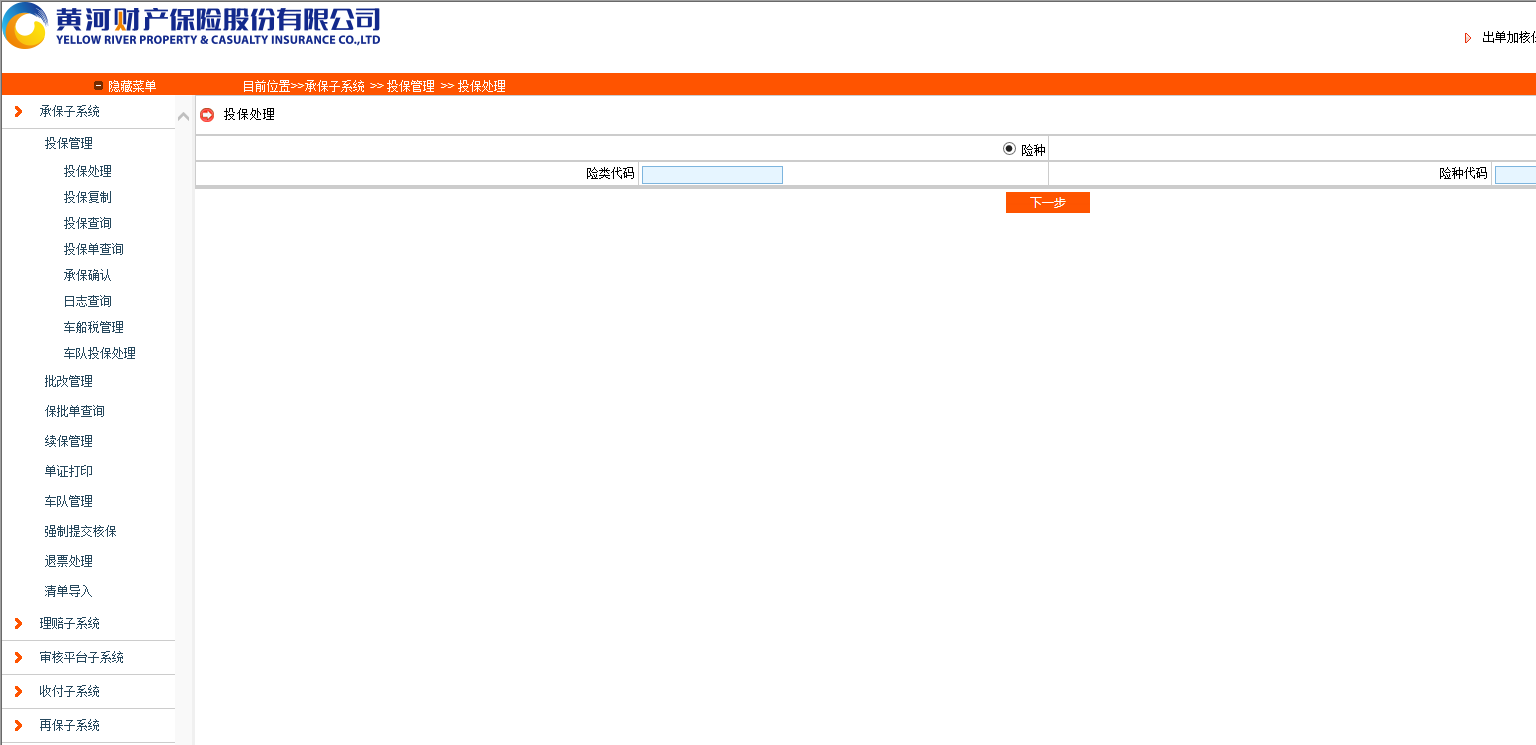 黄河财产保险股份有限公司
YELLOW RIVER PROPERTY & CASUALTY INSURANCE CO.,LTD
出单加核保
隐藏菜单
目前位置>>承保子系统 >> 投保管理 >> 投保处理
承保子系统
投保管理
投保处理
投保复制
投保查询
投保单查询
承保确认
日志查询
车船税管理
车队投保处理
批改管理
保批单查询
续保管理
单证打印
车队管理
强制提交核保
退票处理
清单导入
理赔子系统
审核平台子系统
收付子系统
再保子系统
投保处理
险种
险类代码
险种代码
下一步